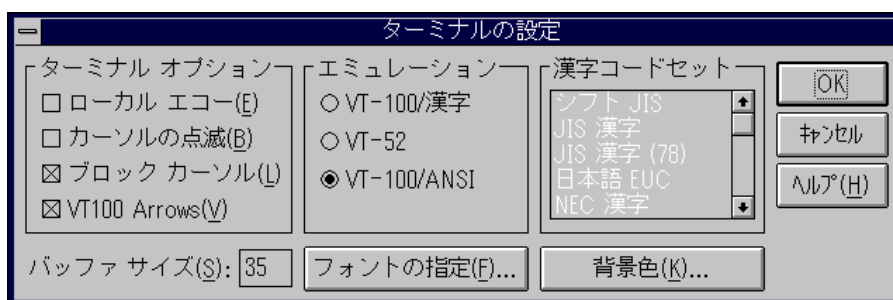 ターミナルの設定
ターミナル オプション
ローカル エコー(E)
カーソルの点滅(B)
ブロック カーソル(L)
VT100 Arrows(V)
エミュレーション
VT-100/漢字
VT-52
VT-100/ANSI
漢字コードセット
シフト JIS
JIS 漢字
JIS 漢字 (78)
日本語 EUC
NEC 漢字
OK
キャンセル
ヘルプ(H)
バッファ サイズ(S): 35
フォントの指定(F)...
背景色(K)...